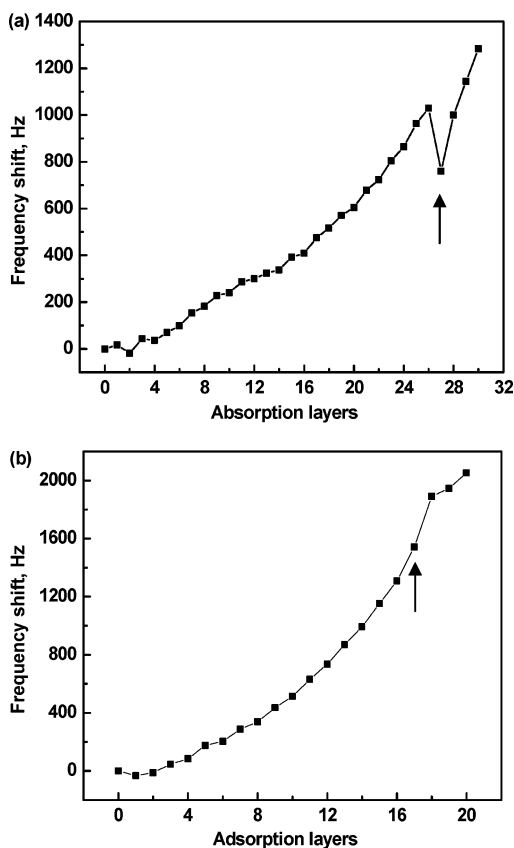 (a)
1400
1200
1000
800
600
400
200
0
Frequency shift, Hz
0 4 8 12 16 20 24 28 32
Absorption layers
(b)
2000
1600
1200
800
400
0
Frequency shift, Hz
0 4 8 12 16 20
Adsorption layers